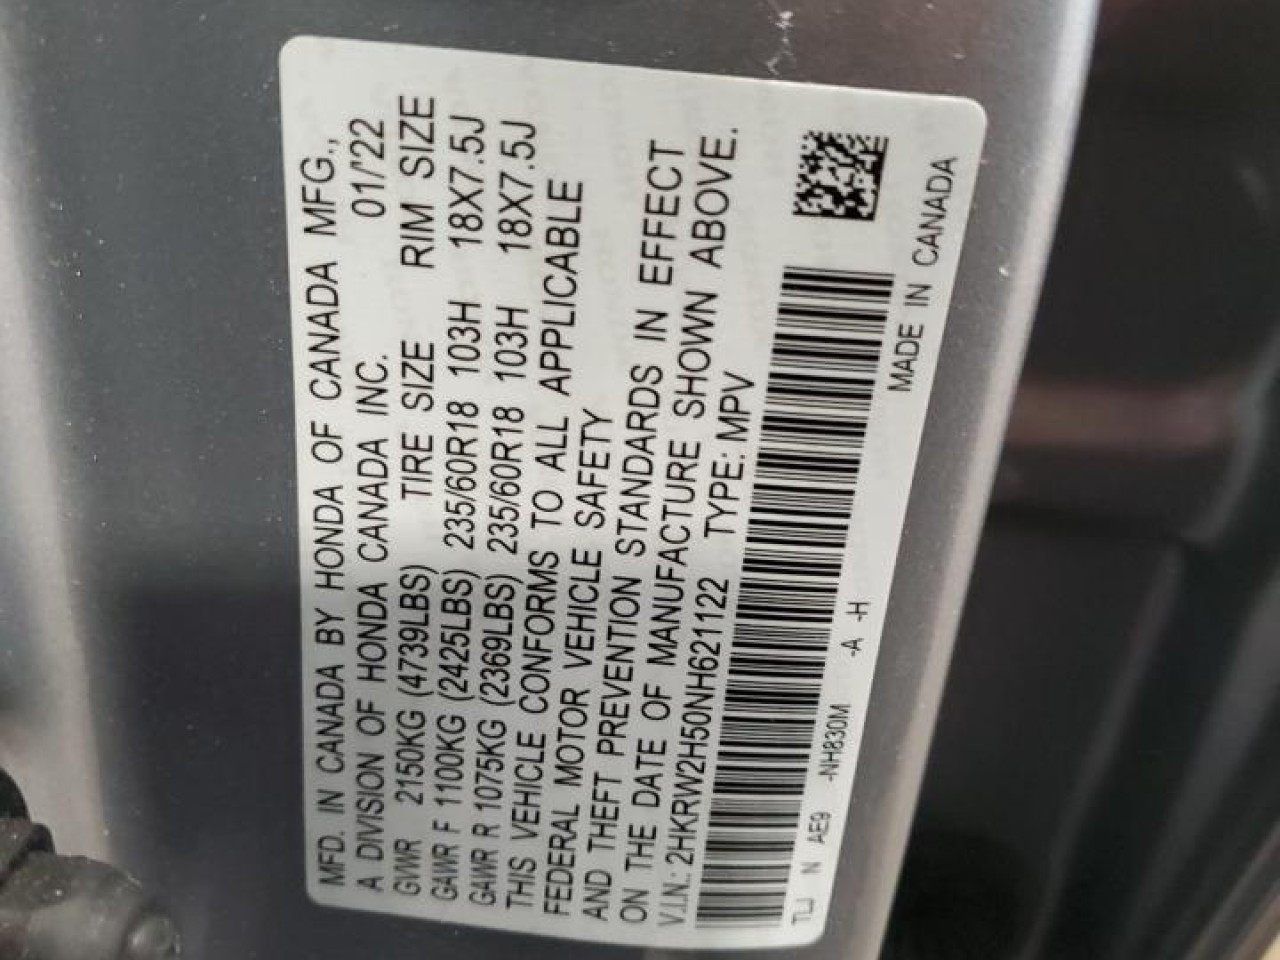 MFD. IN CANADA BY HONDA OF CANADA MFG.,
A DIVISION OF HONDA CANADA INC. 01/'22
GVWR 2150KG (4739LBS) TIRE SIZE RIM SIZE
GAWR F 1100KG (2425LBS) 235/60R18 103H 18X7.5J
GAWR R 1075KG (2369LBS) 235/60R18 103H 18X7.5J
THIS VEHICLE CONFORMS TO ALL APPLICABLE
FEDERAL MOTOR VEHICLE SAFETY
AND THEFT PREVENTION STANDARDS IN EFFECT
ON THE DATE OF MANUFACTURE SHOWN ABOVE.
V.I.N.: 2HKRW2H50NH621122 TYPE: MPV
TLJ N AE9 -NH830M -A -H MADE IN CANADA